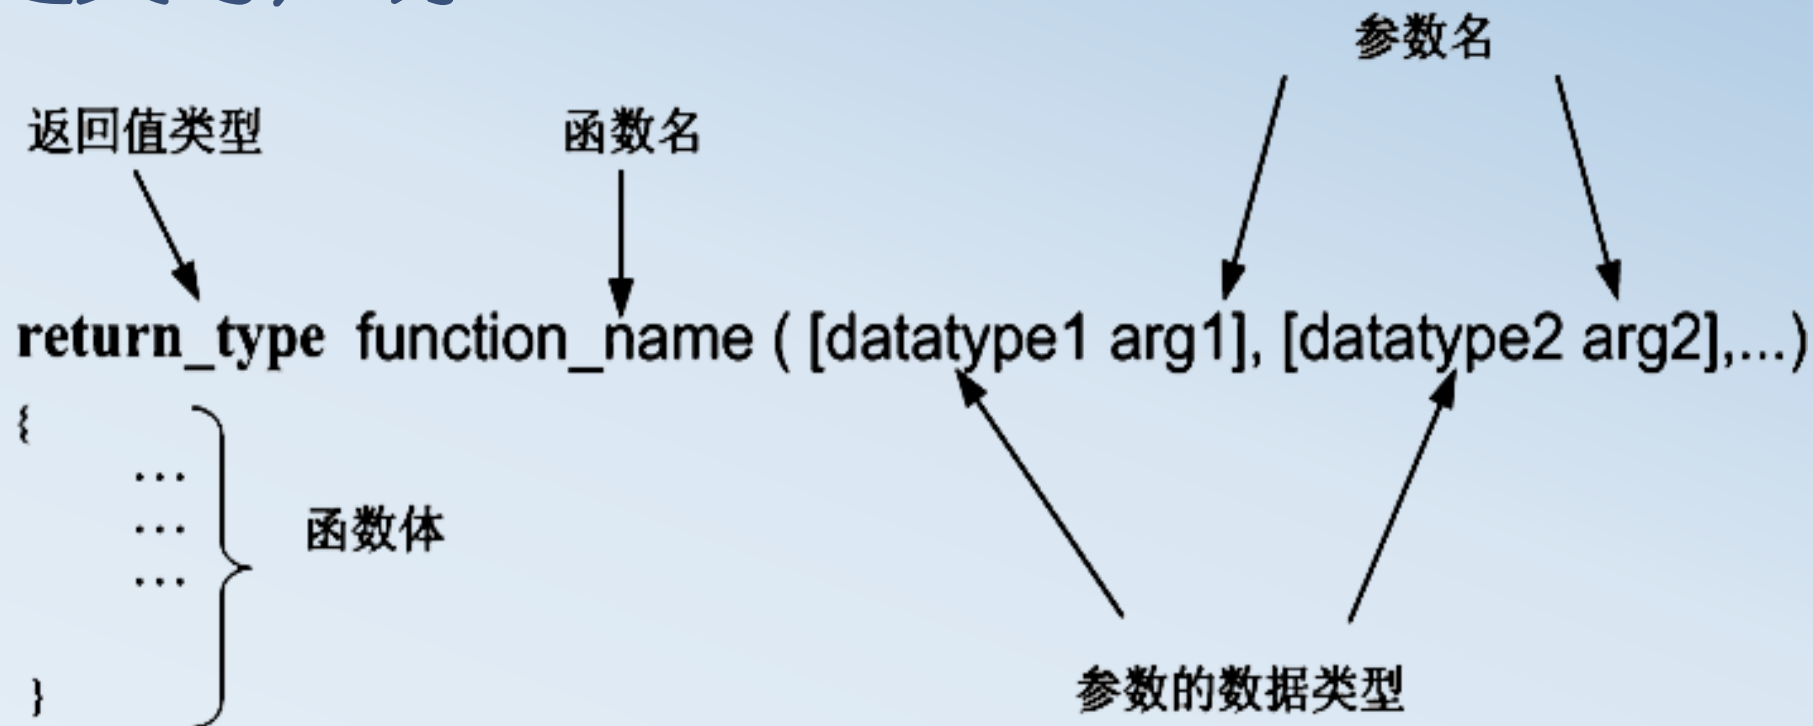 参数名
返回值类型
函数名
return_type function_name ( [datatype1 arg1], [datatype2 arg2],...)
{
...
...
函数体
...
}
参数的数据类型